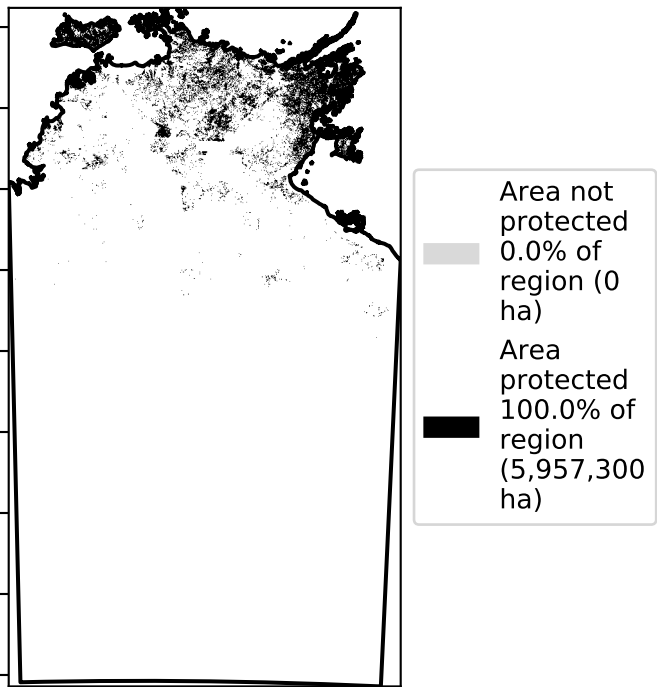 Area not
protected
0.0% of
region (0
ha)
Area
protected
100.0% of
region
(5,957,300
ha)